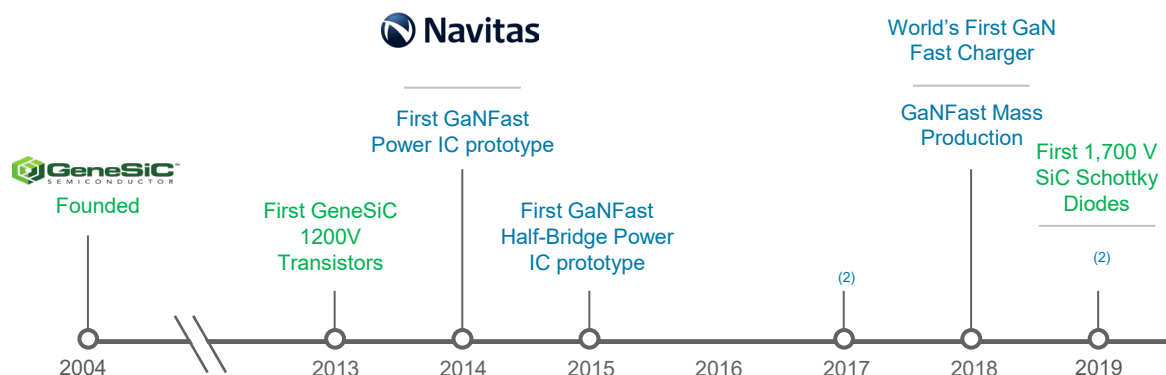 GeneSiC™
SEMICONDUCTOR
Founded
First GeneSiC
1200V
Transistors
Navitas
First GaNFast
Power IC prototype
First GaNFast
Half-Bridge Power
IC prototype
(2)
World's First GaN
Fast Charger
GaNFast Mass
Production
First 1,700 V
SiC Schottky
Diodes
(2)
2004
2013
2014
2015
2016
2017
2018
2019